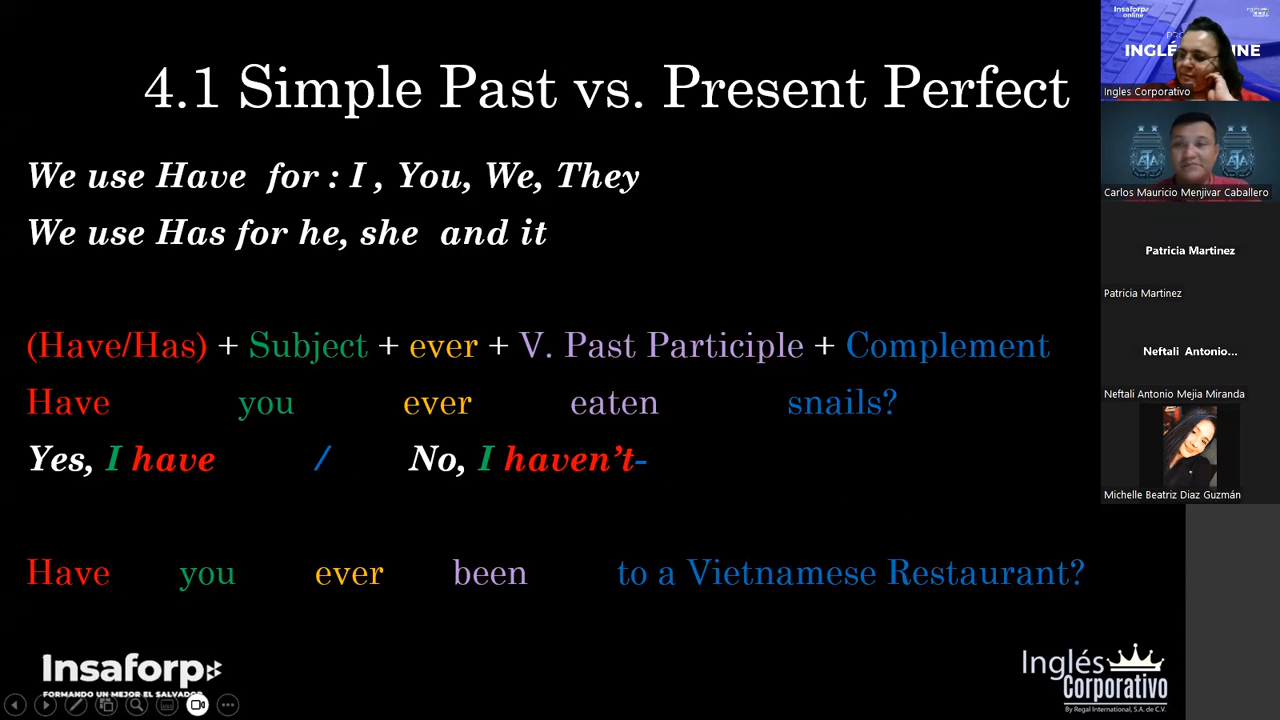 4.1 Simple Past vs. Present Perfect
We use Have for : I , You, We, They
We use Has for he, she and it
(Have/Has) + Subject + ever + V. Past Participle + Complement
Have you ever eaten snails?
Yes, I have / No, I haven't-
Have you ever been to a Vietnamese Restaurant?
Insaforp
FORMANDO UN MEJOR EL SALVADOR
Inglés
Corporativo
By Regal International, S.A. de C.V.
Insaforp
online
Ingles Corporativo
AJA
Carlos Mauricio Menjivar Caballero
Patricia Martinez
Patricia Martinez
Neftali Antonio...
Neftali Antonio Mejia Miranda
Michelle Beatriz Diaz Guzmán